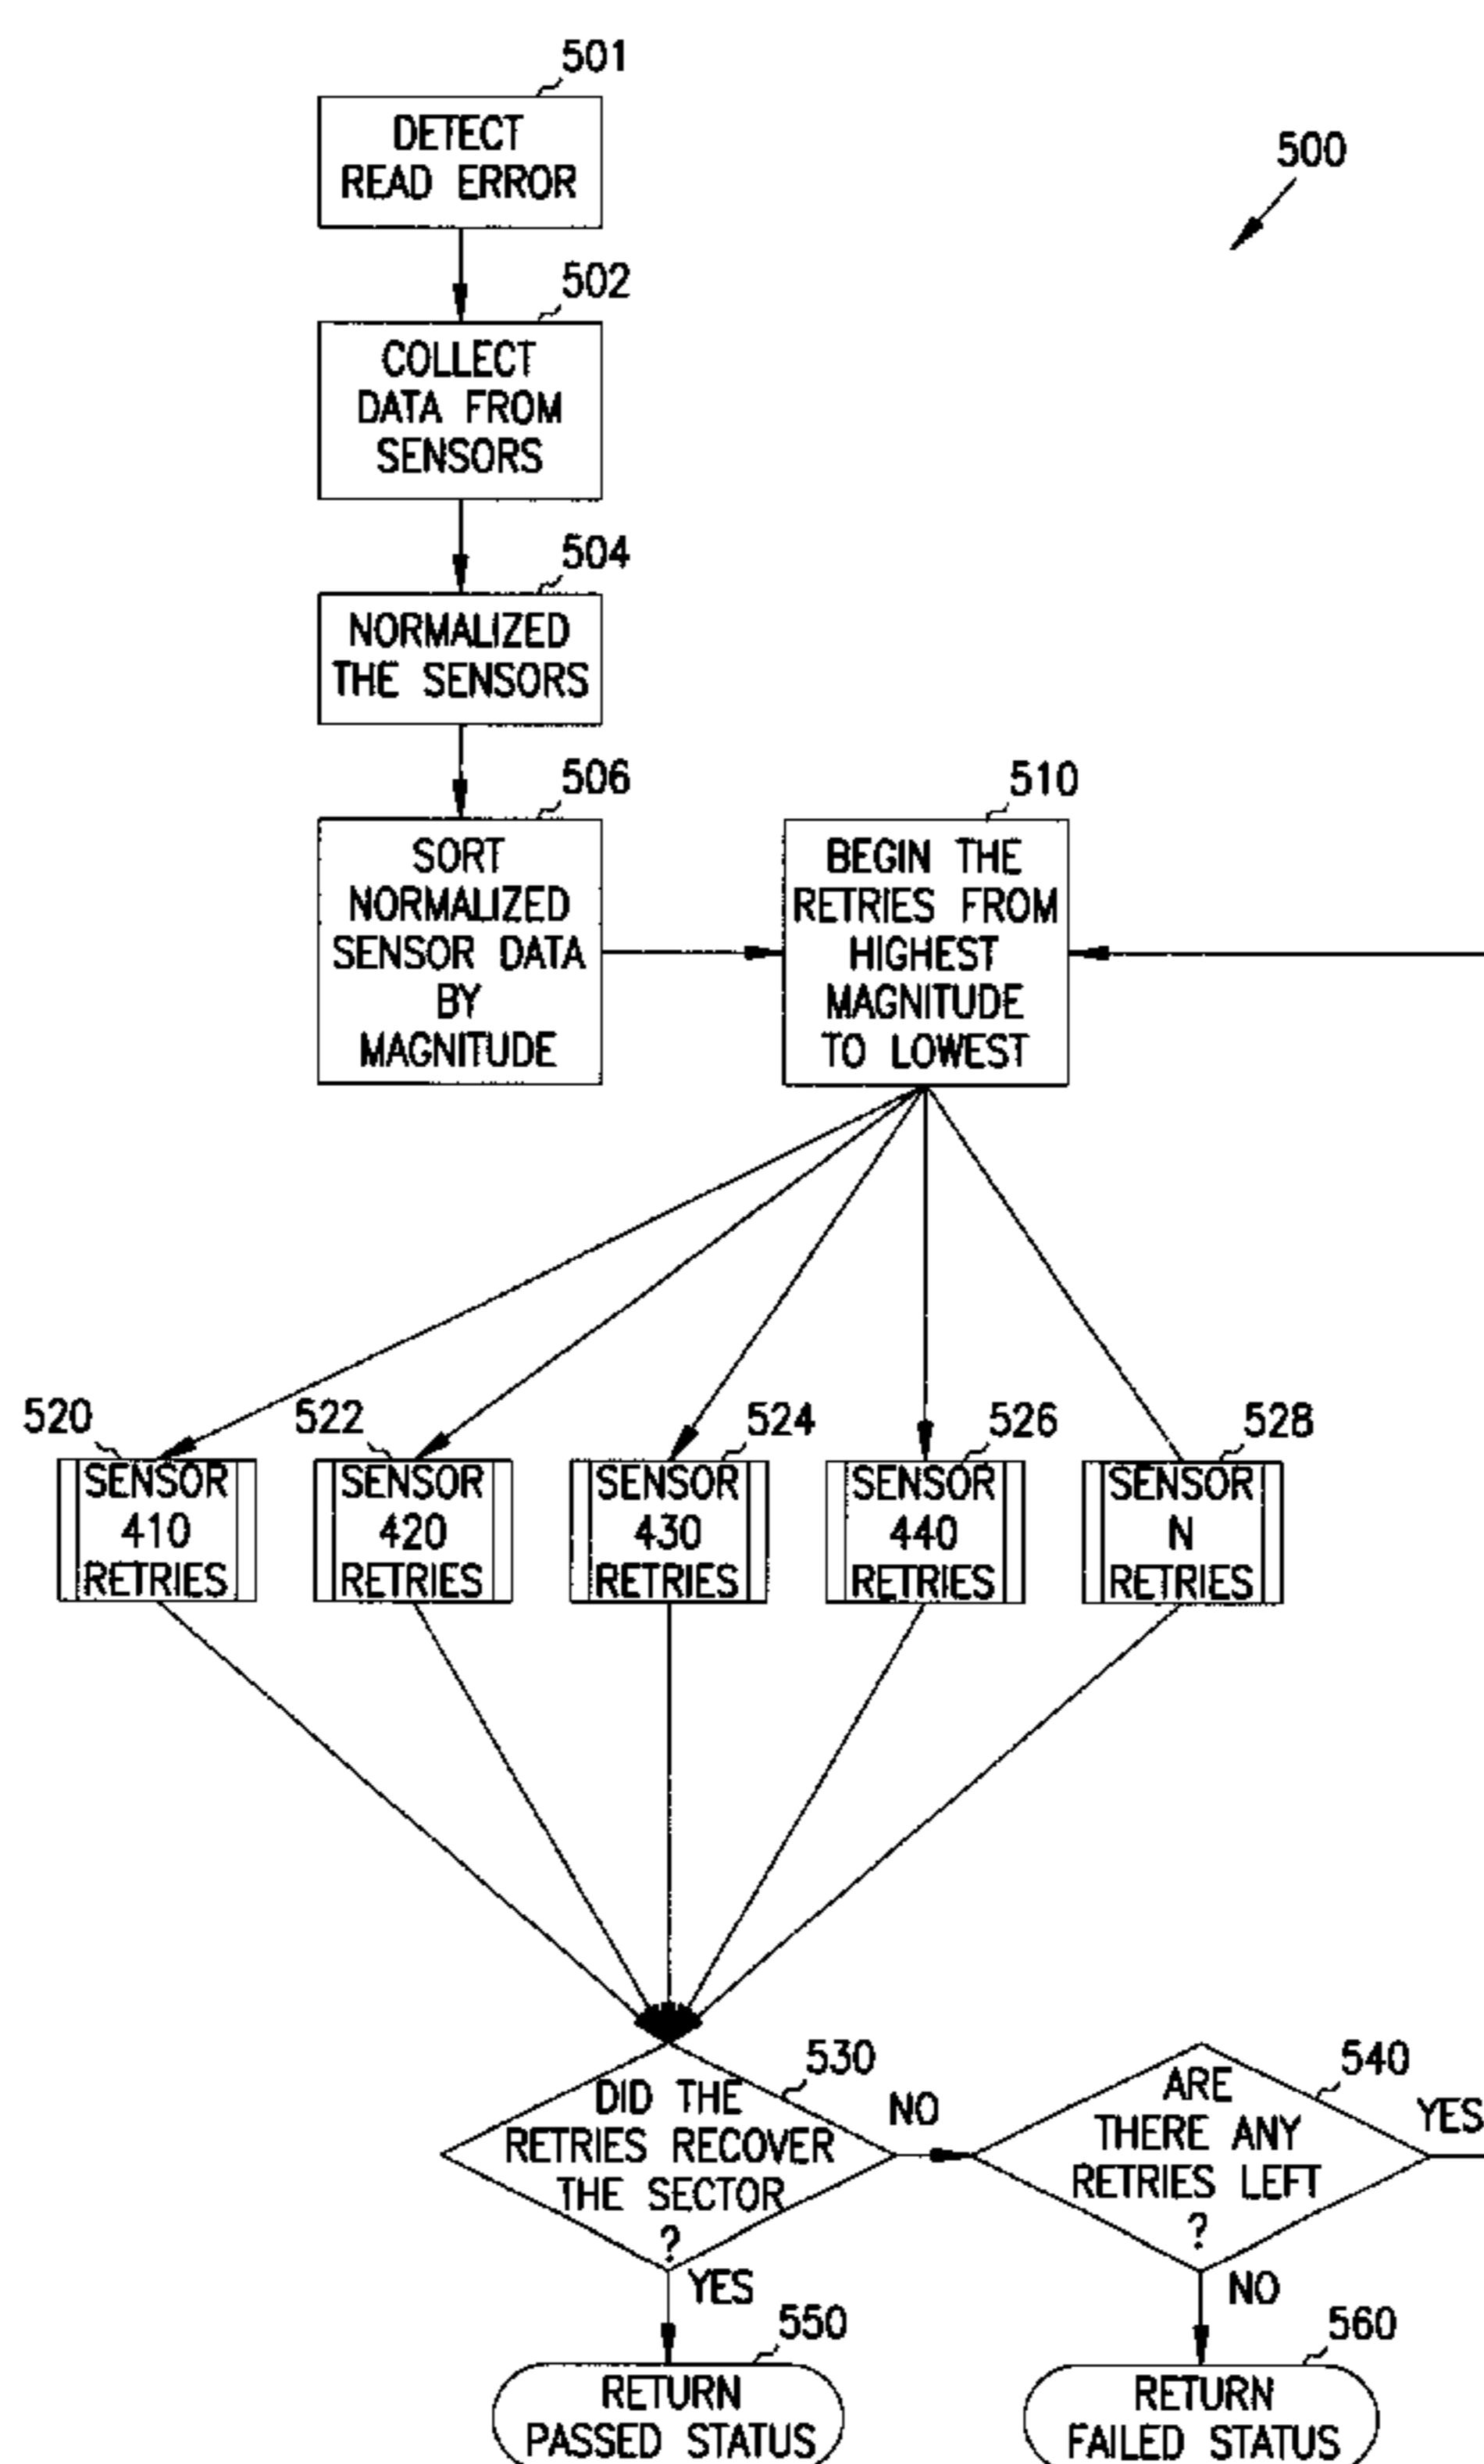 501
DETECT
READ ERROR
500
502
COLLECT
DATA FROM
SENSORS
504
NORMALIZED
THE SENSORS
506
SORT
NORMALIZED
SENSOR DATA
BY
MAGNITUDE
510
BEGIN THE
RETRIES FROM
HIGHEST
MAGNITUDE
TO LOWEST
520
SENSOR
410
RETRIES
522
SENSOR
420
RETRIES
524
SENSOR
430
RETRIES
526
SENSOR
440
RETRIES
528
SENSOR
N
RETRIES
530
DID THE
RETRIES RECOVER
THE SECTOR
?
NO
540
ARE
THERE ANY
RETRIES LEFT
?
YES
YES
NO
550
RETURN
PASSED STATUS
560
RETURN
FAILED STATUS